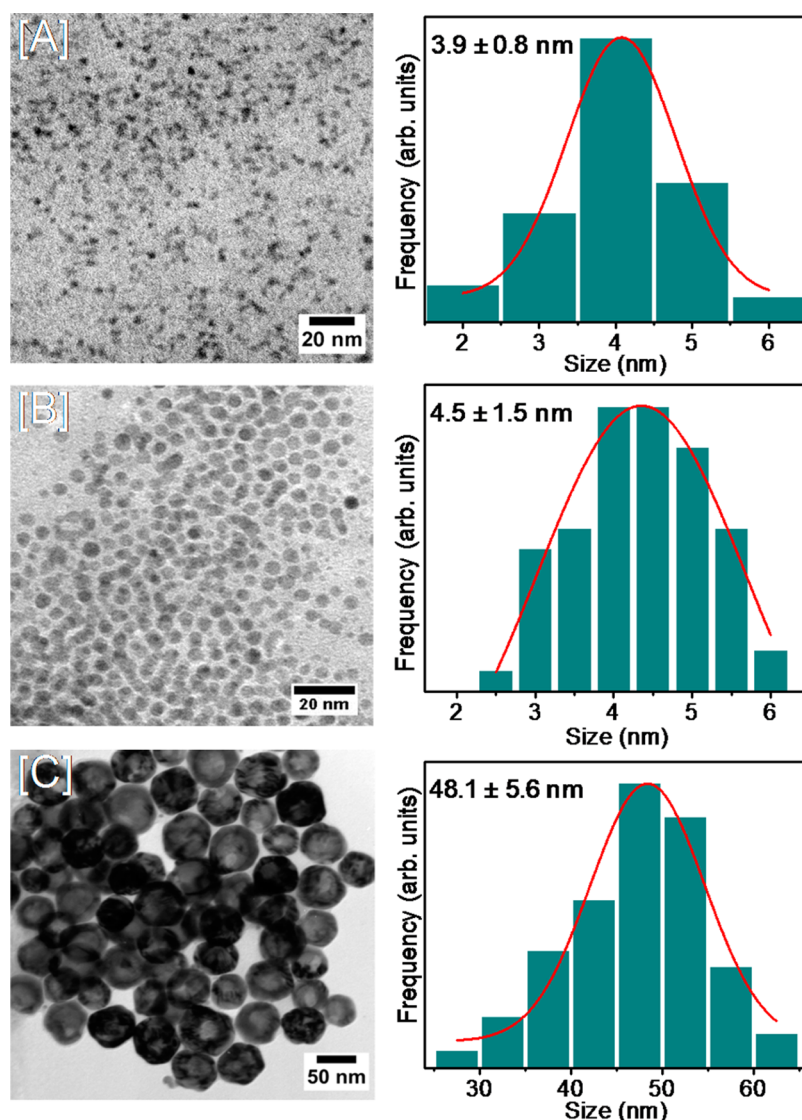 [A]
20 nm
3.9 ± 0.8 nm
Frequency (arb. units)
2 3 4 5 6
Size (nm)
[B]
20 nm
4.5 ± 1.5 nm
Frequency (arb. units)
2 3 4 5 6
Size (nm)
[C]
50 nm
48.1 ± 5.6 nm
Frequency (arb. units)
30 40 50 60
Size (nm)